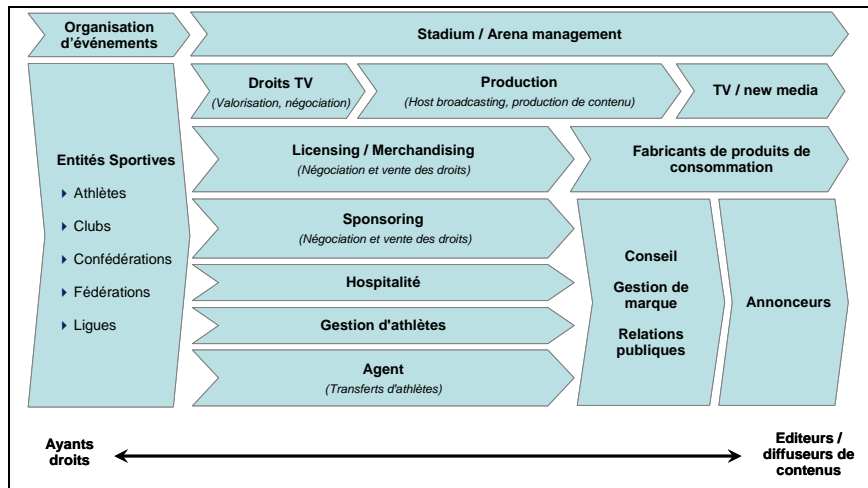 Organisation
d'événements
Stadium / Arena management
Droits TV
(Valorisation, négociation)
Production
(Host broadcasting, production de contenu)
TV / new media
Entités Sportives
Athlètes
Clubs
Confédérations
Fédérations
Ligues
Licensing / Merchandising
(Négociation et vente des droits)
Fabricants de produits de
consommation
Sponsoring
(Négociation et vente des droits)
Hospitalité
Gestion d'athlètes
Agent
(Transferts d'athlètes)
Conseil
Gestion de
marque
Relations
publiques
Annonceurs
Ayants
droits
Editeurs /
diffuseurs de
contenus